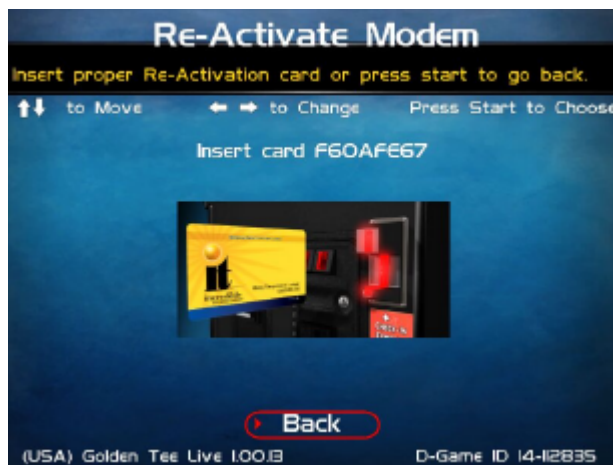 Re-Activate Modem
Insert proper Re-Activation card or press start to go back.
↑↓ to Move ← → to Change Press Start to Choose
Insert card F60AFE67
it
Back
(USA) Golden Tee Live 1.00.13 D-Game ID 14-112835